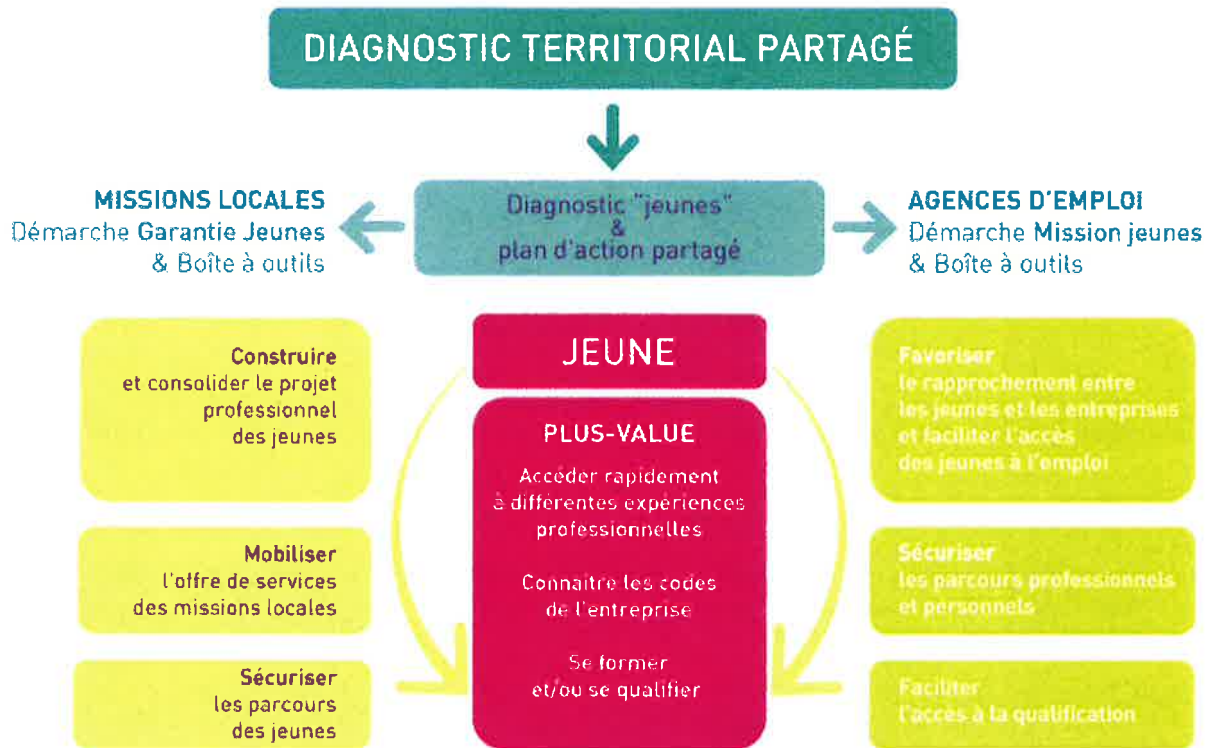 DIAGNOSTIC TERRITORIAL PARTAGÉ
MISSIONS LOCALES
Démarche Garantie Jeunes
& Boîte à outils
Diagnostic "jeunes"
&
plan d'action partagé
AGENCES D'EMPLOI
Démarche Mission jeunes
& Boîte à outils
Construire
et consolider le projet
professionnel
des jeunes
Mobiliser
l'offre de services
des missions locales
Sécuriser
les parcours
des jeunes
JEUNE
PLUS-VALUE
Accéder rapidement
à différentes expériences
professionnelles
Connaitre les codes
de l'entreprise
Se former
et/ou se qualifier
Favoriser
le rapprochement entre
les jeunes et les entreprises
et faciliter l'accès
des jeunes à l'emploi
Sécuriser
les parcours professionnels
et personnels
Faciliter
l'accès à la qualification